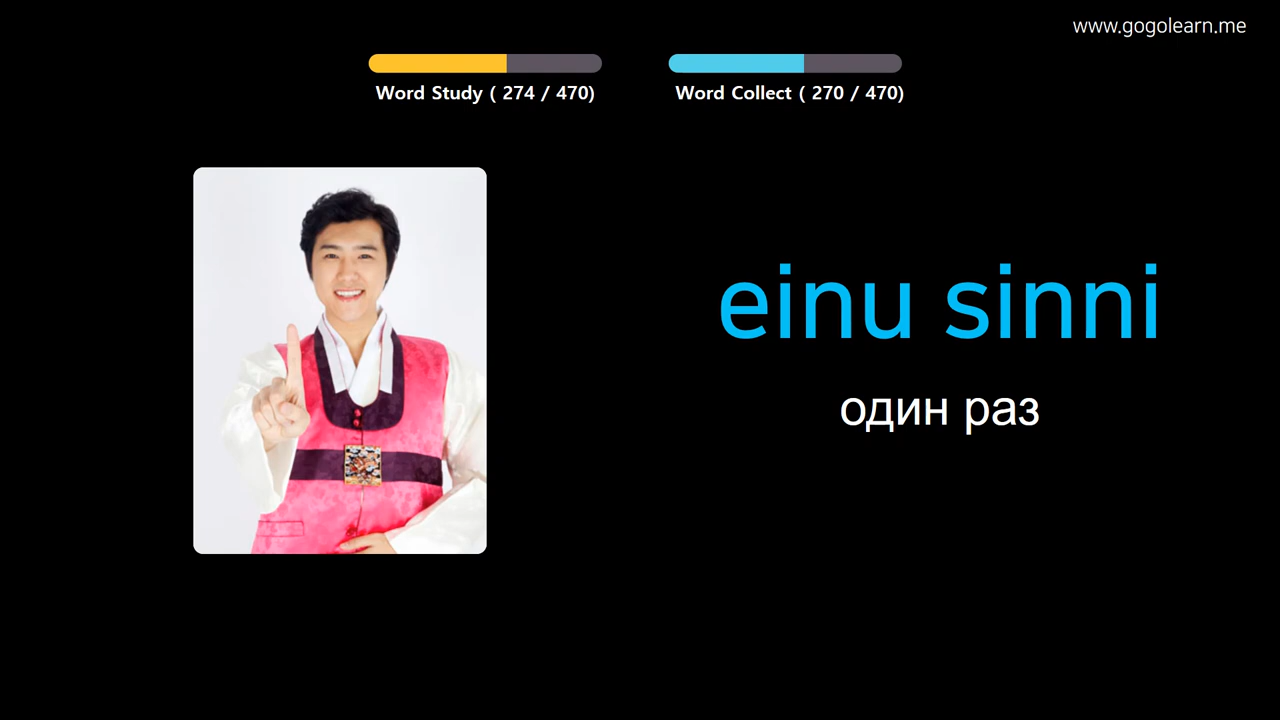 www.gogolearn.me
Word Study ( 274 / 470)
Word Collect ( 270 / 470)
einu sinni
один раз